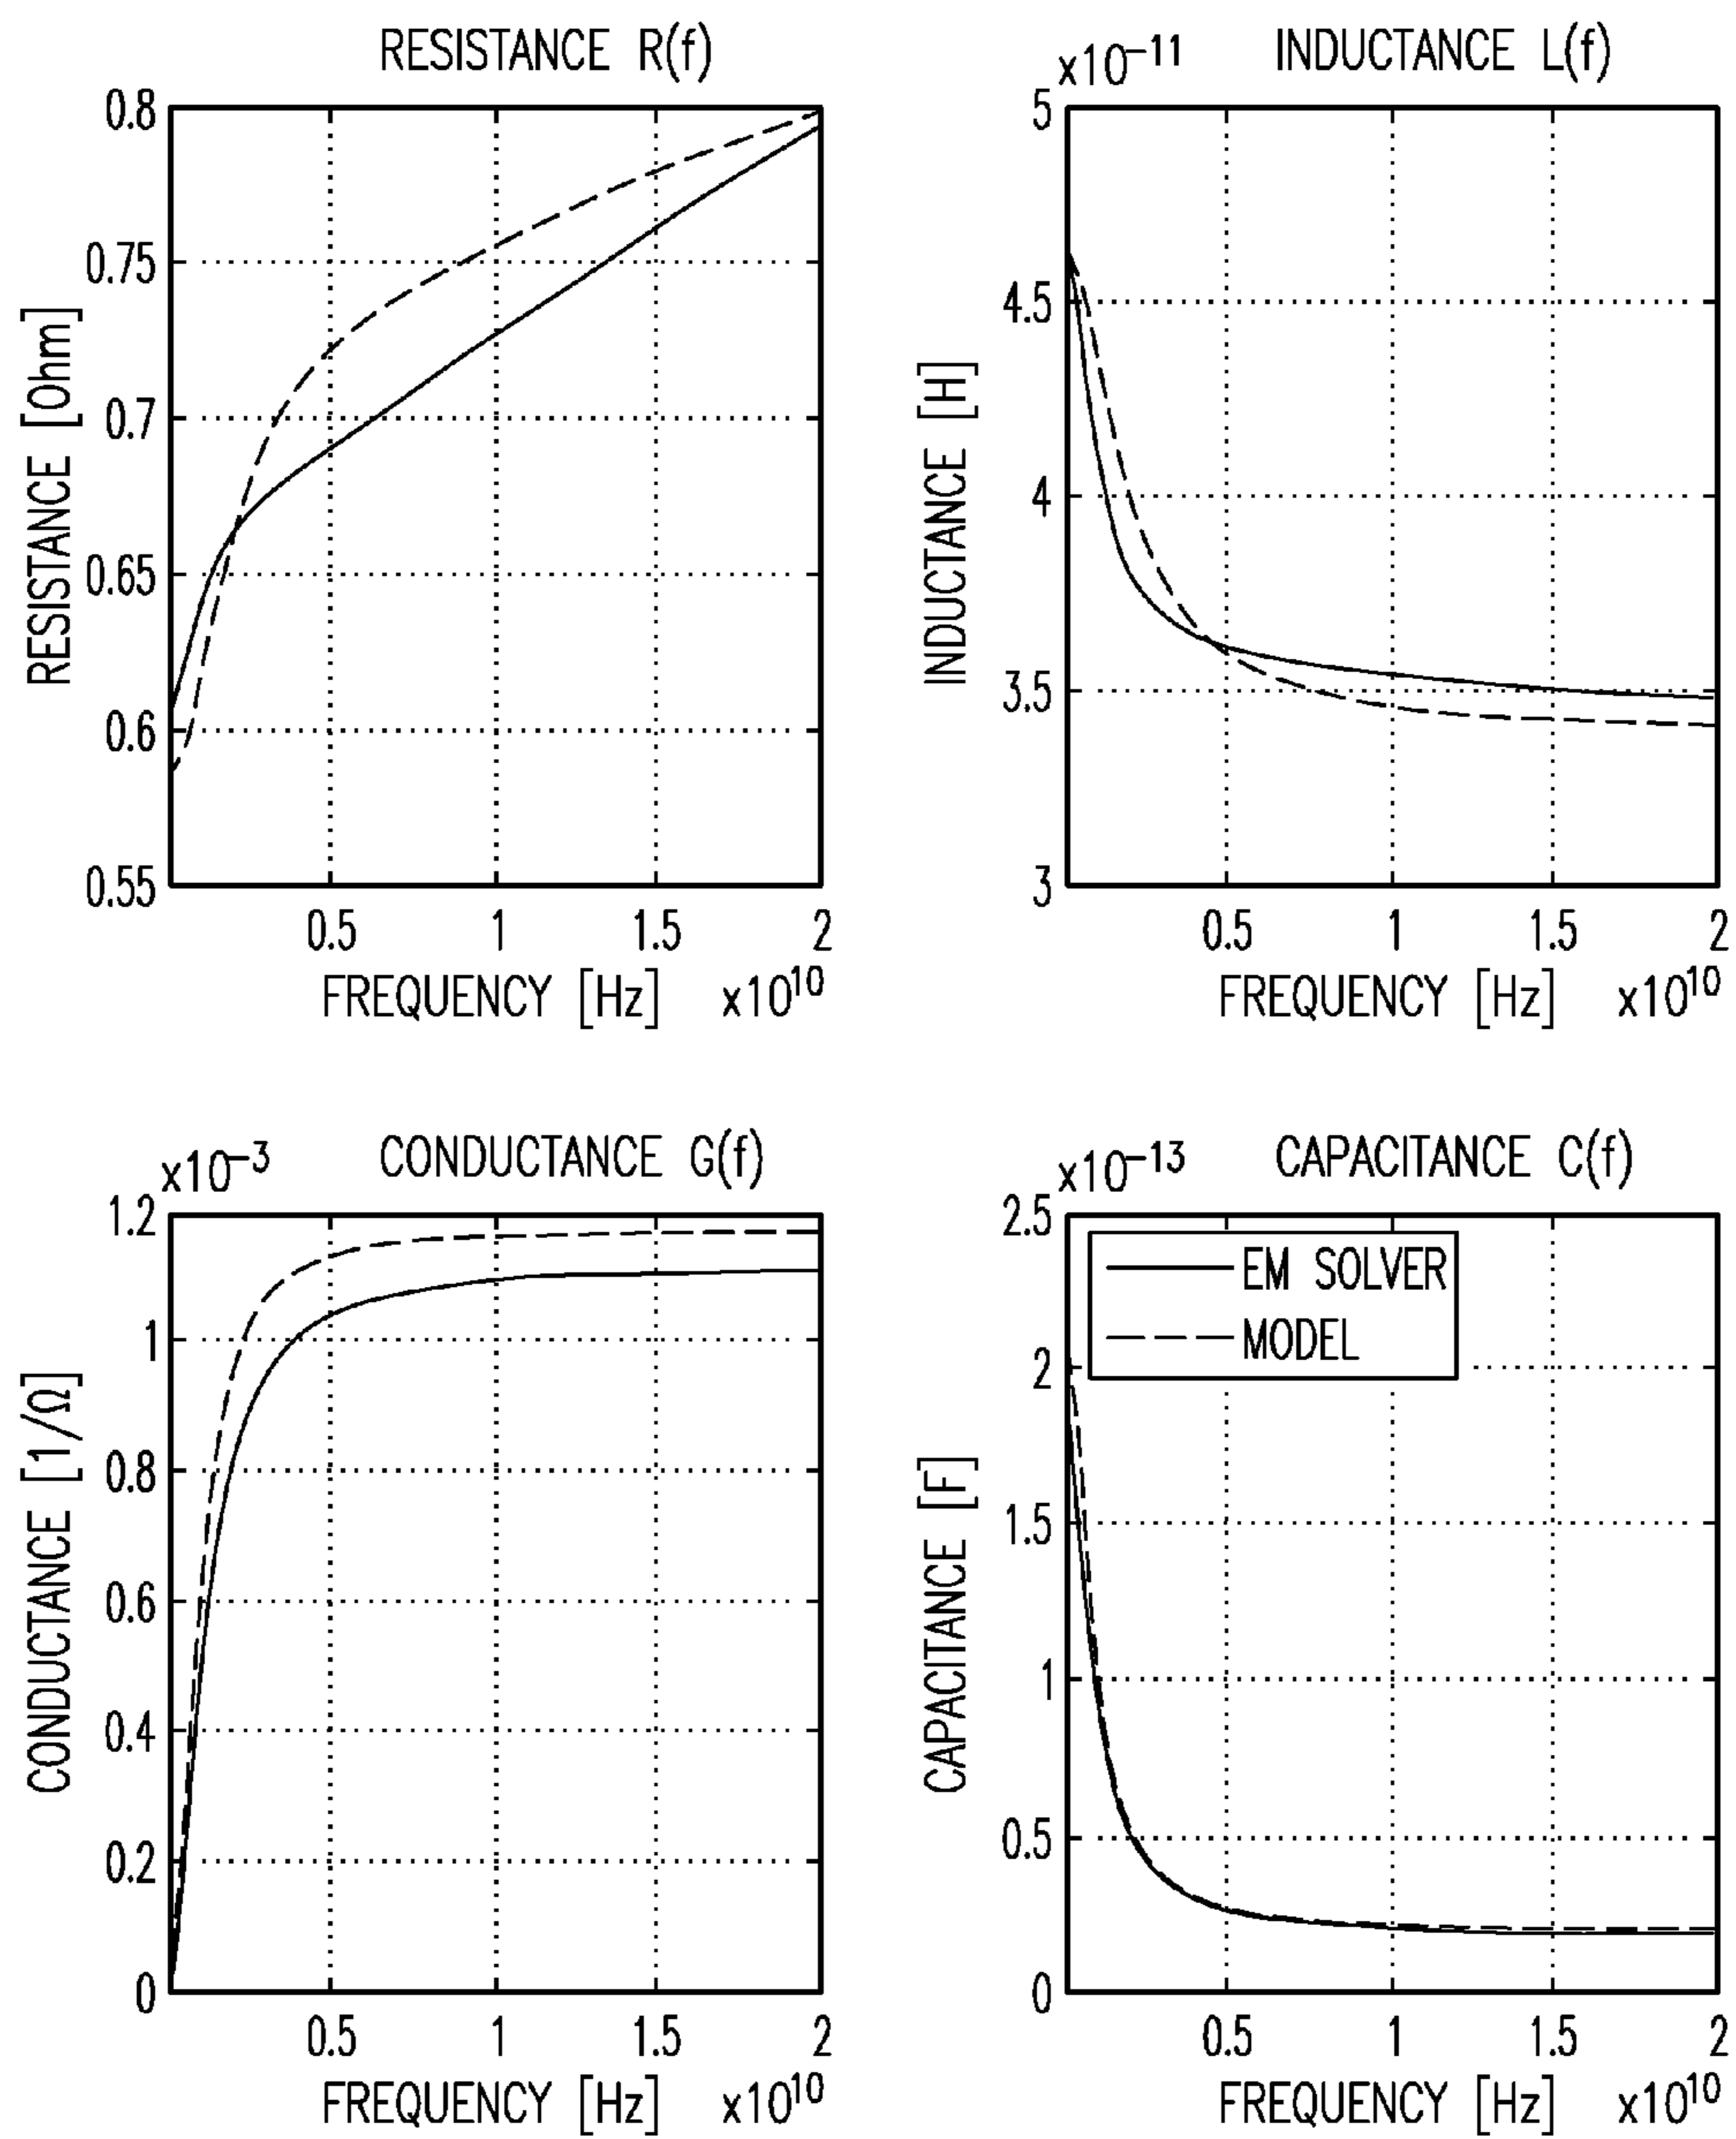 RESISTANCE R(f)
0.8
0.75
0.7
0.65
0.6
0.55
RESISTANCE [Ohm]
0.5 1 1.5 2
FREQUENCY [Hz] x10^10
x10^-11 INDUCTANCE L(f)
5
4.5
4
3.5
3
INDUCTANCE [H]
0.5 1 1.5 2
FREQUENCY [Hz] x10^10
x10^-3 CONDUCTANCE G(f)
1.2
1
0.8
0.6
0.4
0.2
0
CONDUCTANCE [1/Ω]
0.5 1 1.5 2
FREQUENCY [Hz] x10^10
x10^-13 CAPACITANCE C(f)
2.5
2
1.5
1
0.5
0
CAPACITANCE [F]
EM SOLVER
MODEL
0.5 1 1.5 2
FREQUENCY [Hz] x10^10